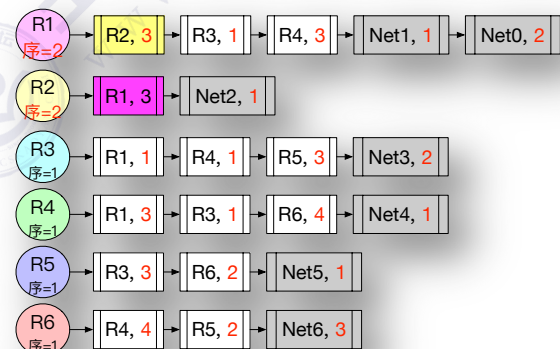 R1 序=2 R2, 3 R3, 1 R4, 3 Net1, 1 Net0, 2
R2 序=2 R1, 3 Net2, 1
R3 序=1 R1, 1 R4, 1 R5, 3 Net3, 2
R4 序=1 R1, 3 R3, 1 R6, 4 Net4, 1
R5 序=1 R3, 3 R6, 2 Net5, 1
R6 序=1 R4, 4 R5, 2 Net6, 3